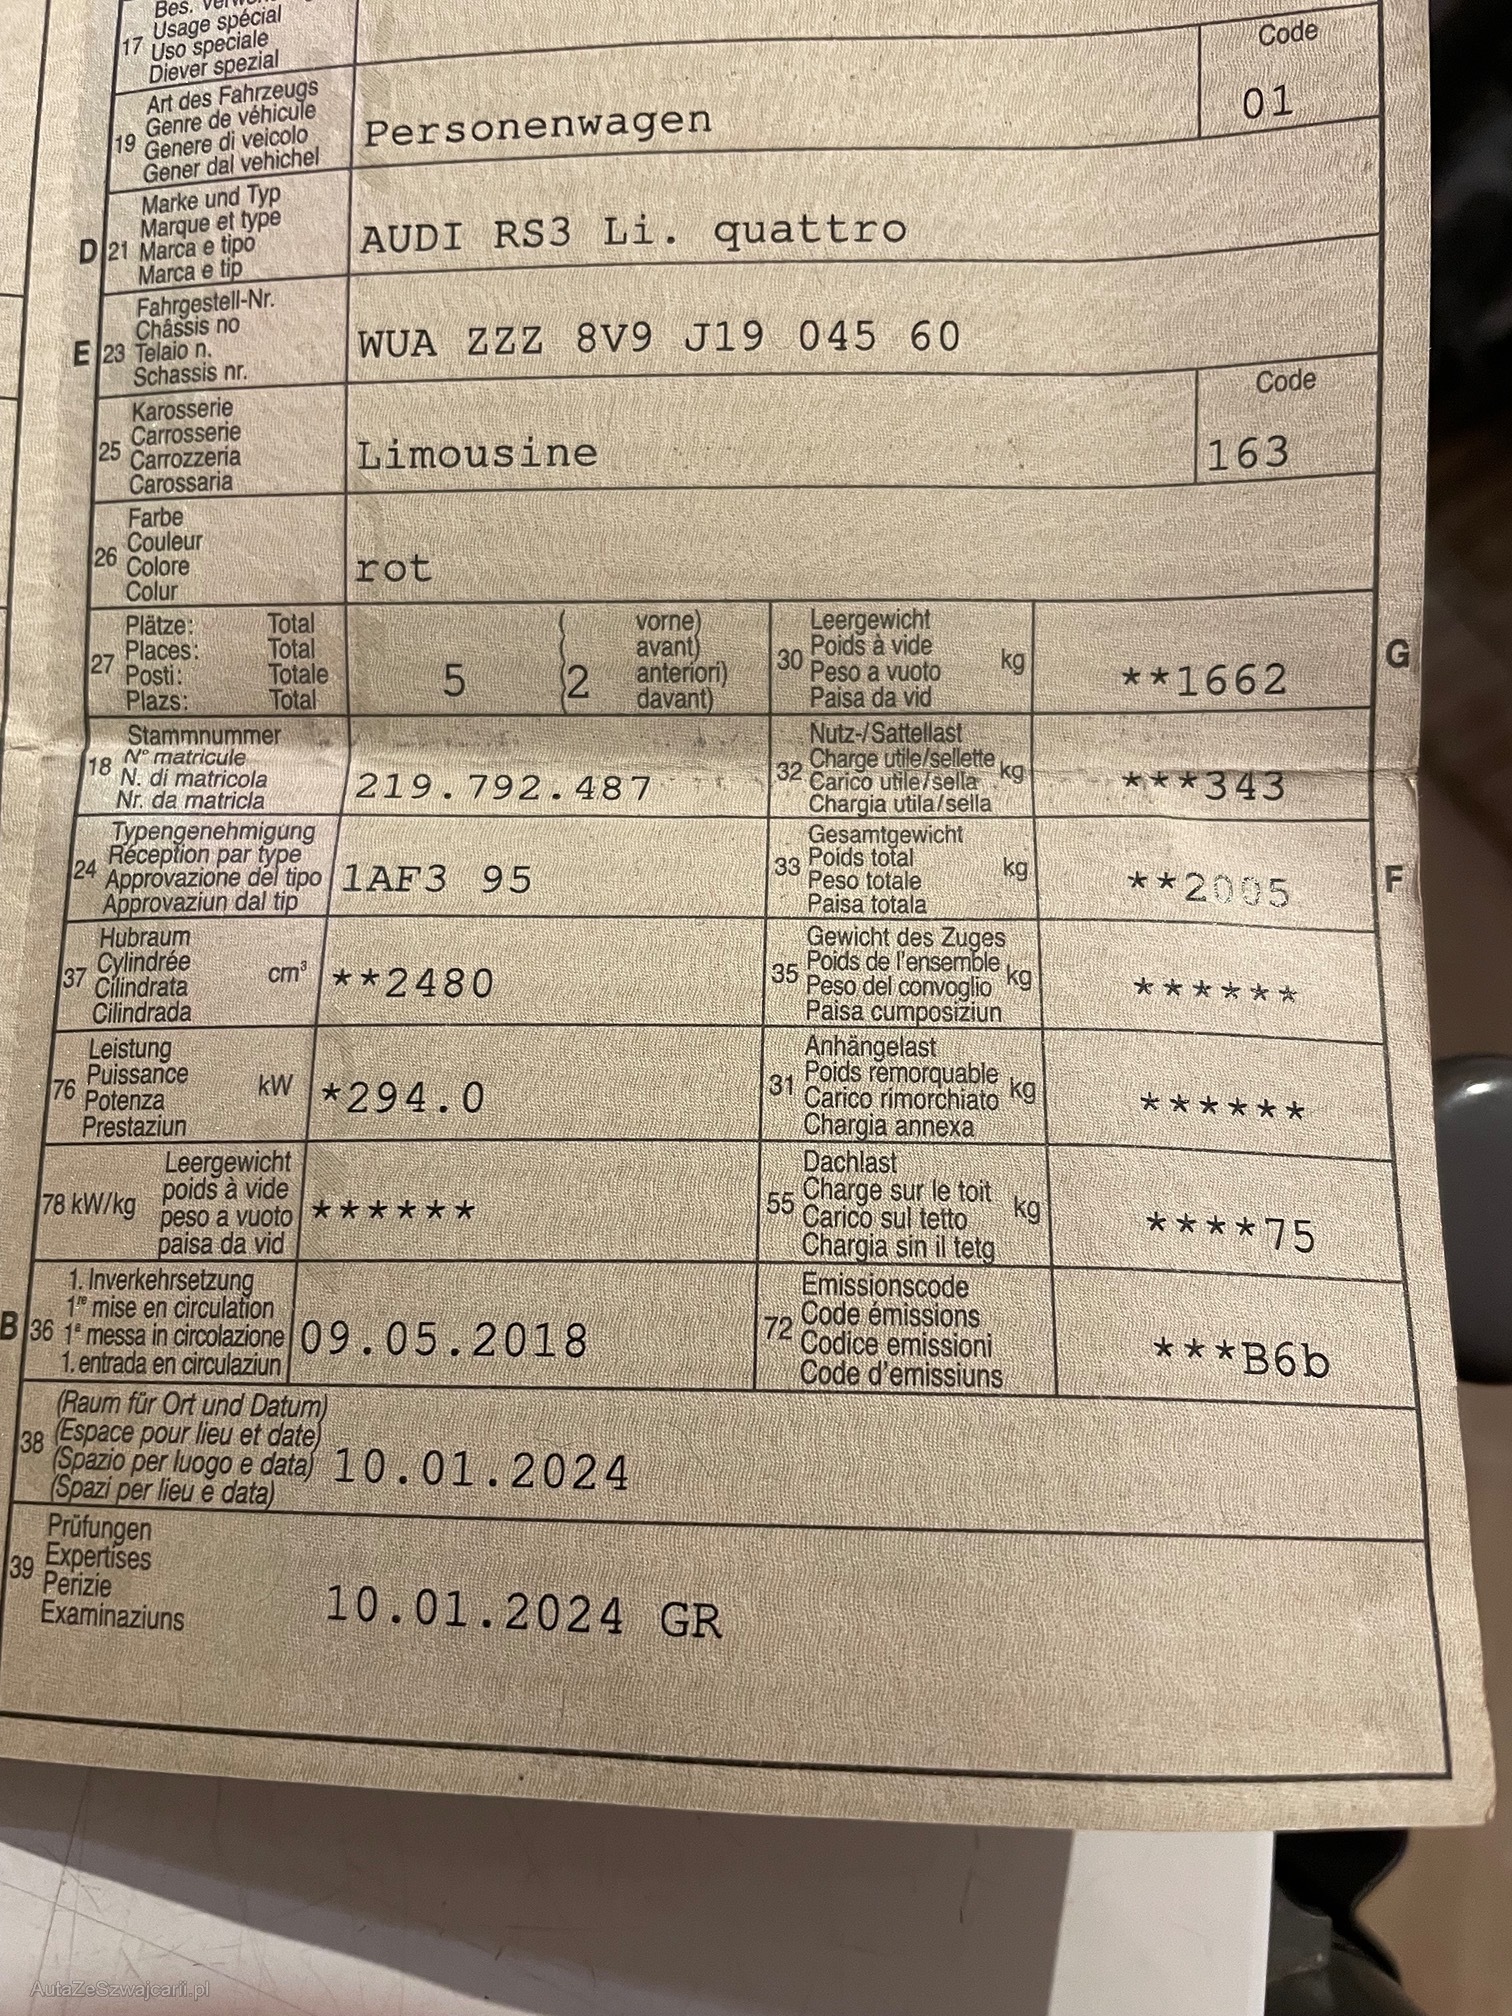 Usage spécial
17 Uso speciale
Diever spezial
Code
Art des Fahrzeugs
Genre de véhicule
19 Genere di veicolo
Gener dal vehichel
Personenwagen
01
Marke und Typ
Marque et type
D 21 Marca e tipo
Marca e tip
AUDI RS3 Li. quattro
Fahrgestell-Nr.
Châssis no
E 23 Telaio n.
Schassis nr.
WUA ZZZ 8V9 J19 045 60
Code
Karosserie
Carrosserie
25 Carrozzeria
Carossaria
Limousine
163
Farbe
26 Couleur
Colore
Colur
rot
Plätze: Total
Places: Total
27 Posti: Totale
Plazs: Total
5 (2
vorne)
avant)
anteriori)
davant)
Leergewicht
Poids à vide
30 Peso a vuoto kg
Paisa da vid
**1662
G
Stammnummer
18 N° matricule
N. di matricola
Nr. da matricla
219.792.487
Nutz-/Sattellast
Charge utile/sellette
32 Carico utile/sella kg
Chargia utila/sella
***343
Typengenehmigung
Réception par type
24 Approvazione del tipo
Approvaziun dal tip
1AF3 95
Gesamtgewicht
33 Poids total kg
Peso totale
Paisa totala
**2005
F
Hubraum
37 Cylindrée cm³
Cilindrata
Cilindrada
**2480
Gewicht des Zuges
Poids de l'ensemble
35 Peso del convoglio kg
Paisa cumposiziun
******
Leistung
Puissance kW
76 Potenza
Prestaziun
*294.0
Anhängelast
Poids remorquable
31 Carico rimorchiato kg
Chargia annexa
******
Leergewicht
poids à vide
78 kW/kg peso a vuoto
paisa da vid
******
Dachlast
55 Charge sur le toit
Carico sul tetto kg
Chargia sin il tetg
****75
1. Inverkehrsetzung
1re mise en circulation
B 36 1a messa in circolazione
1. entrada en circulaziun
09.05.2018
Emissionscode
72 Code émissions
Codice emissioni
Code d'emissiuns
***B6b
(Raum für Ort und Datum)
38 (Espace pour lieu et date)
(Spazio per luogo e data)
(Spazi per lieu e data)
10.01.2024
Prüfungen
39 Expertises
Perizie
Examinaziuns
10.01.2024 GR
AutaZeSzwajcarii.pl